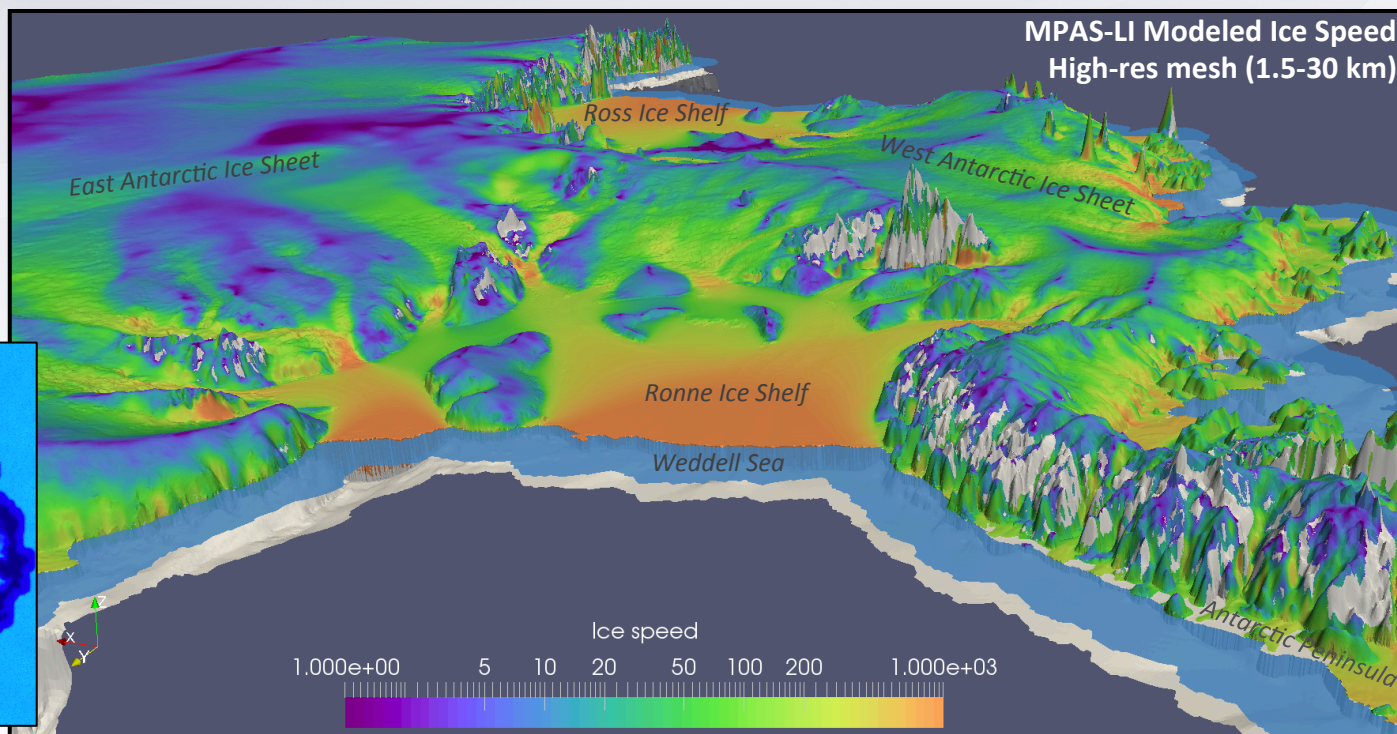 MPAS-LI Modeled Ice Speed
High-res mesh (1.5-30 km)
Ross Ice Shelf
East Antarctic Ice Sheet
West Antarctic Ice Sheet
Ronne Ice Shelf
Weddell Sea
Antarctic Peninsula
Z
X
Y
Ice speed
1.000e+00 5 10 20 50 100 200 1.000e+03